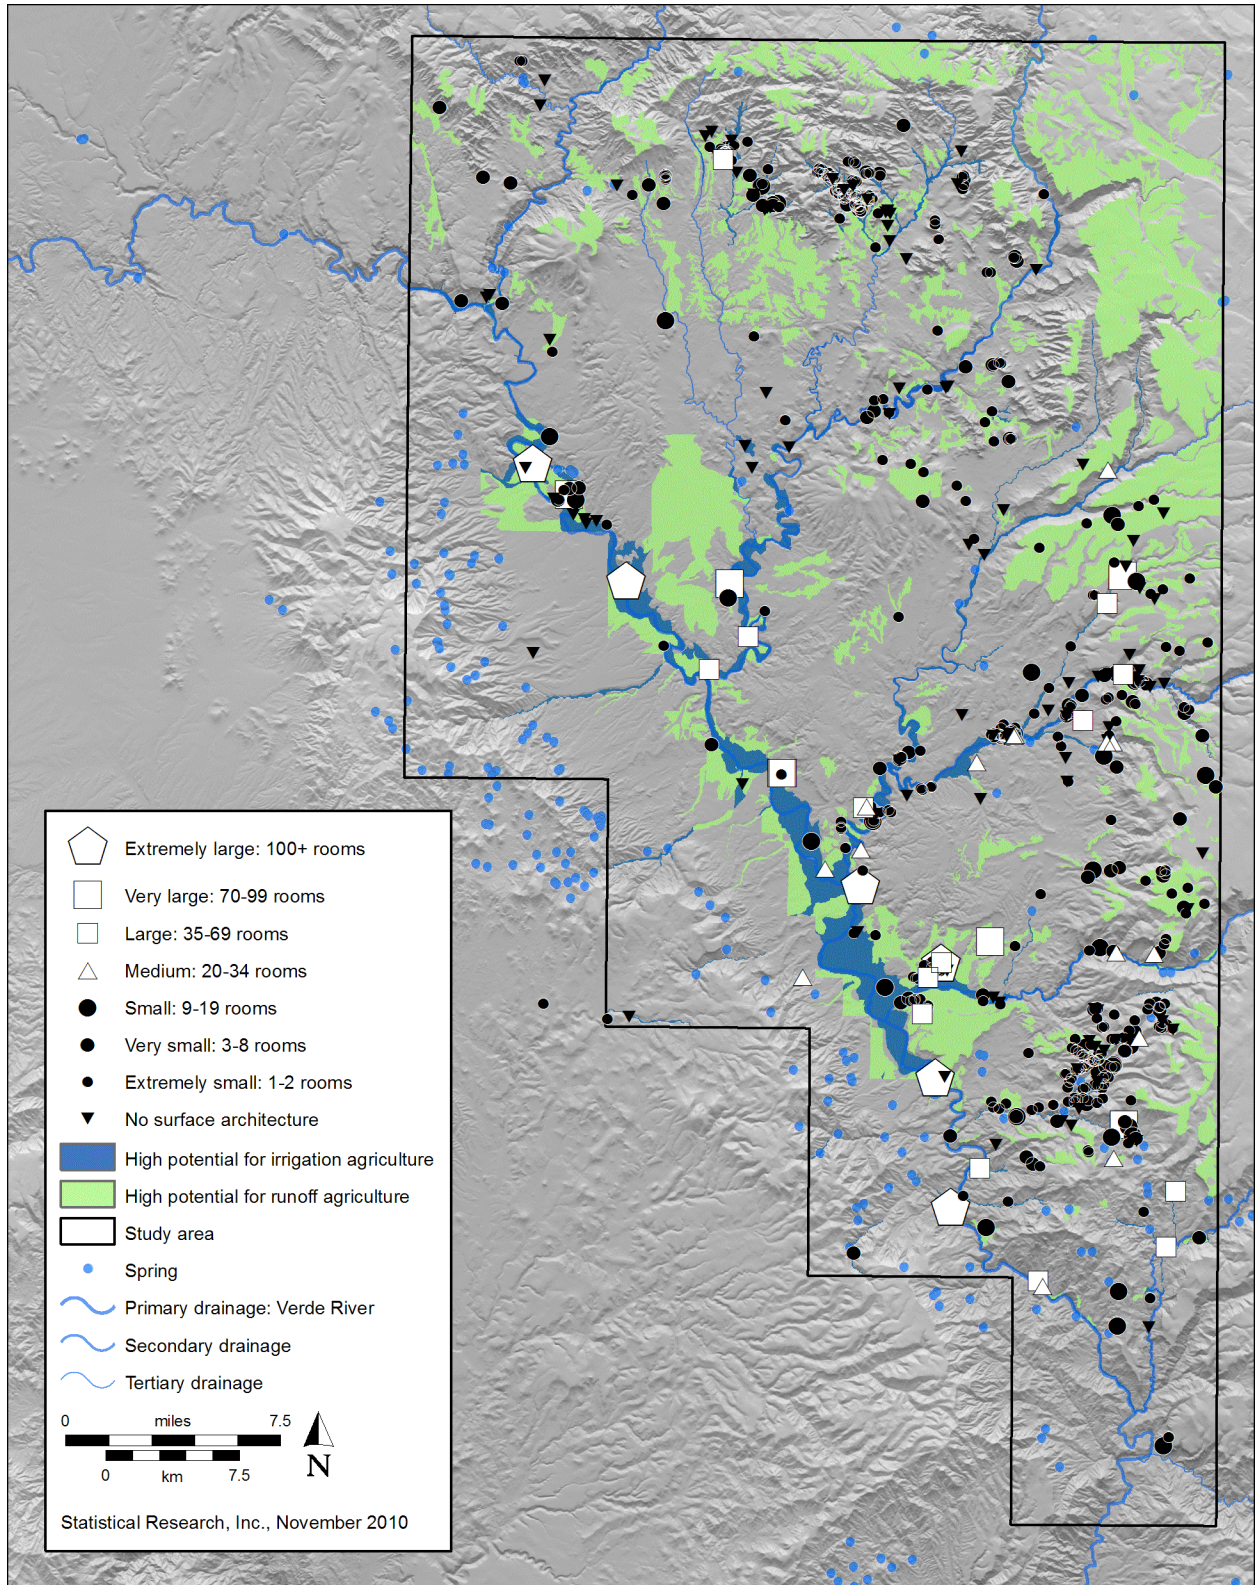 Extremely large: 100+ rooms
Very large: 70-99 rooms
Large: 35-69 rooms
Medium: 20-34 rooms
Small: 9-19 rooms
Very small: 3-8 rooms
Extremely small: 1-2 rooms
No surface architecture
High potential for irrigation agriculture
High potential for runoff agriculture
Study area
Spring
Primary drainage: Verde River
Secondary drainage
Tertiary drainage
0 miles 7.5
0 km 7.5
N
Statistical Research, Inc., November 2010